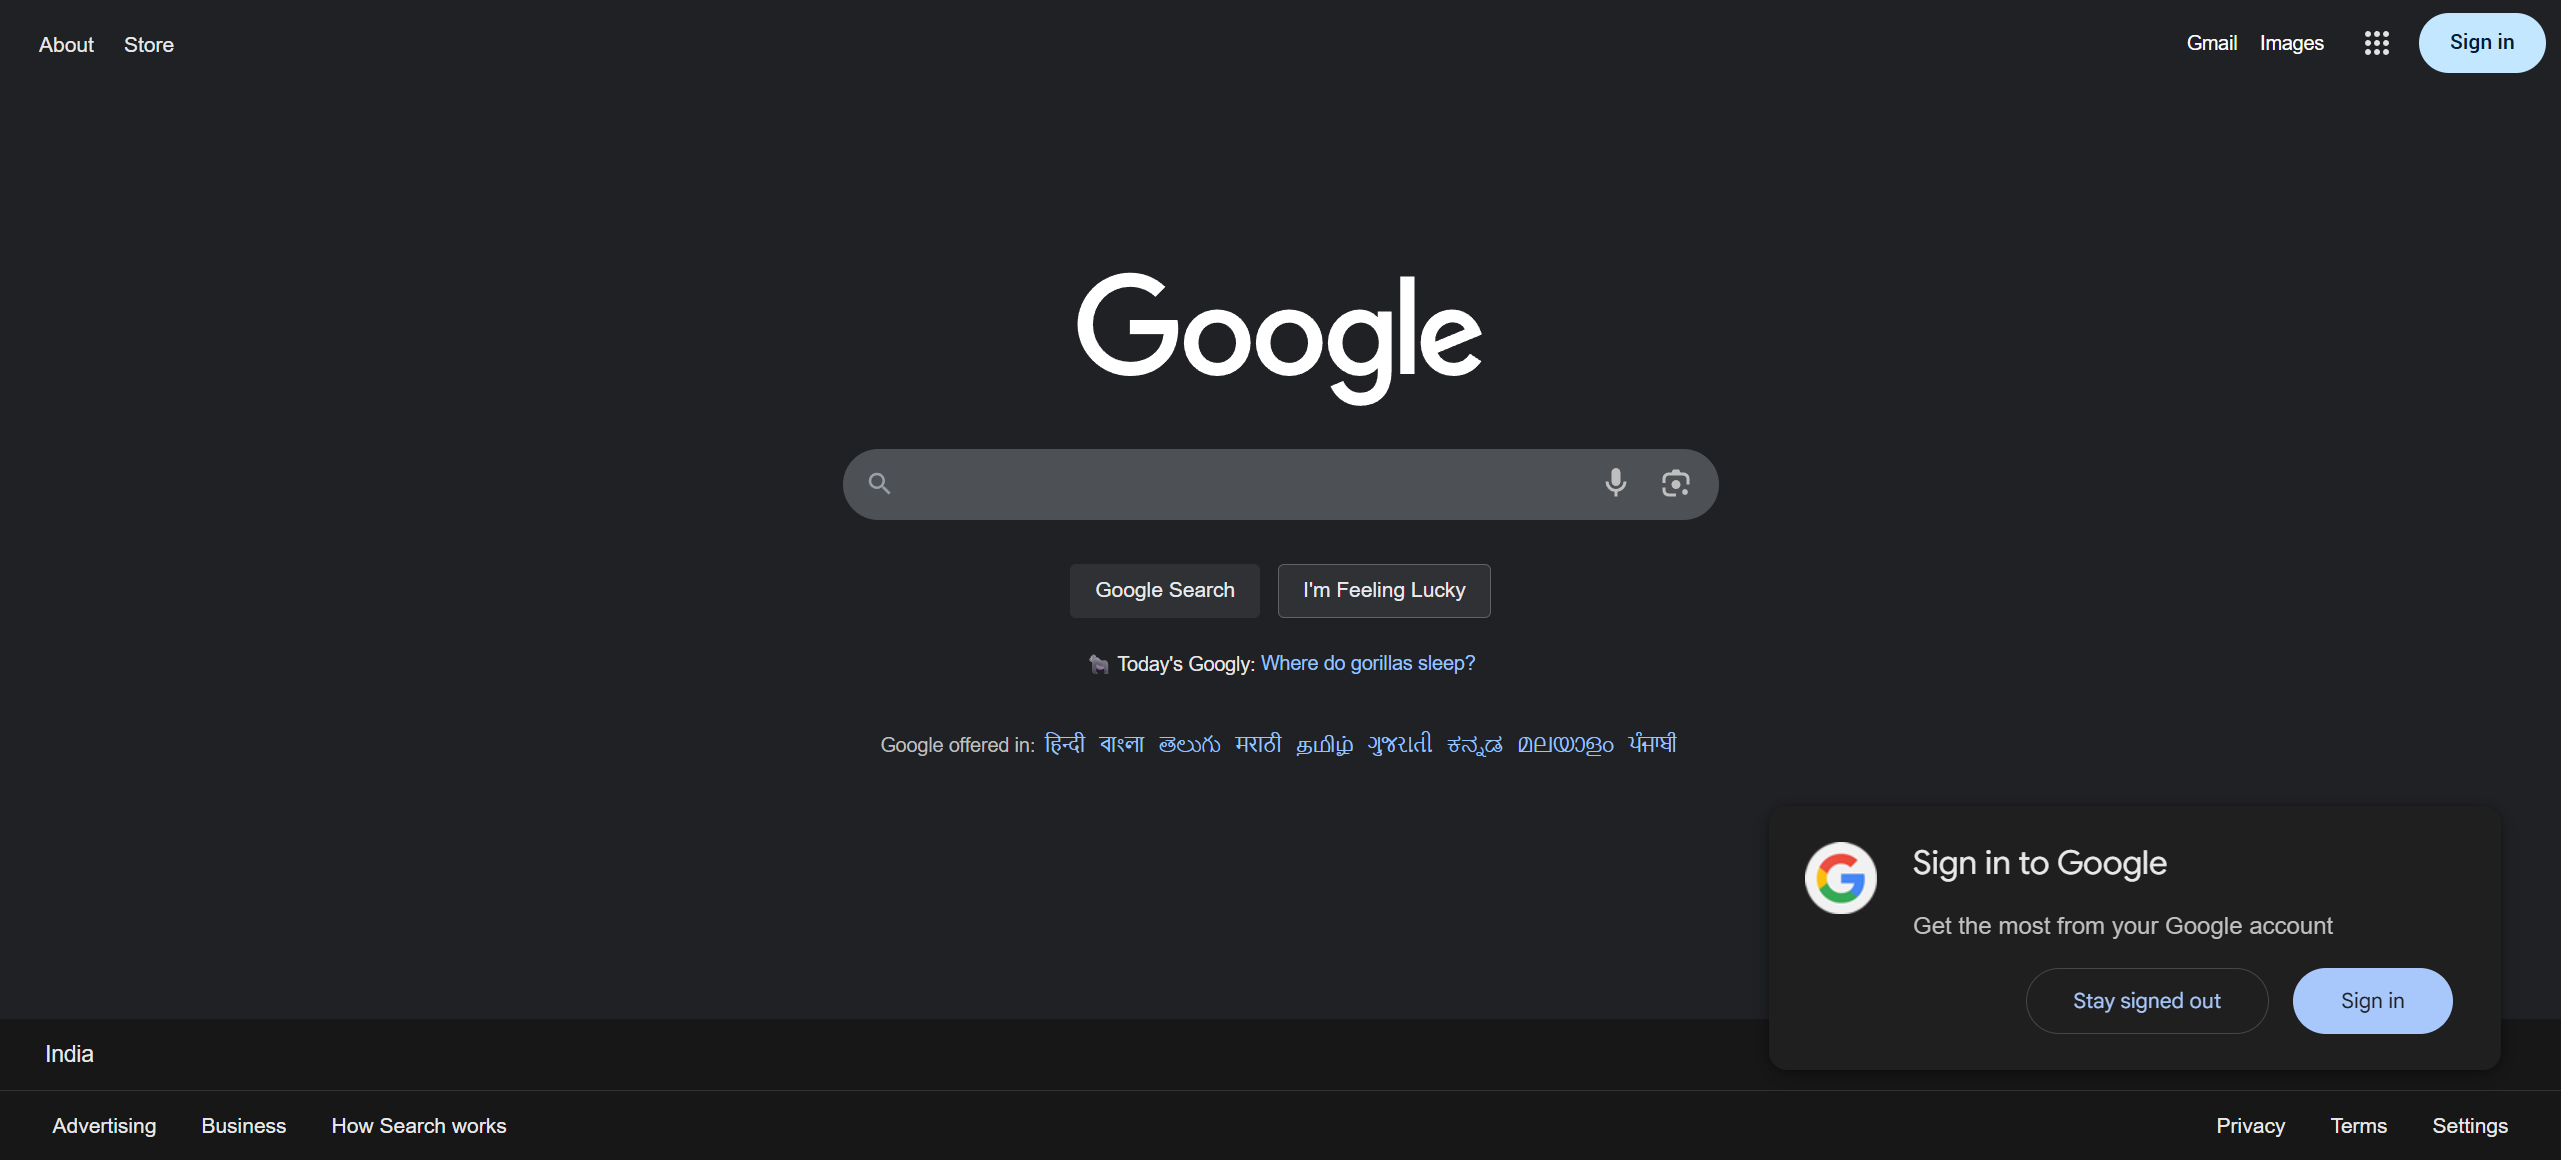 About Store Gmail Images Sign in
Google
Google Search I'm Feeling Lucky
Today's Googly: Where do gorillas sleep?
Google offered in: हिन्दी বাংলা తెలుగు मराठी தமிழ் ગુજરાતી ಕನ್ನಡ മലയാളം ਪੰਜਾਬੀ
Sign in to Google
Get the most from your Google account
Stay signed out Sign in
India
Advertising Business How Search works Privacy Terms Settings